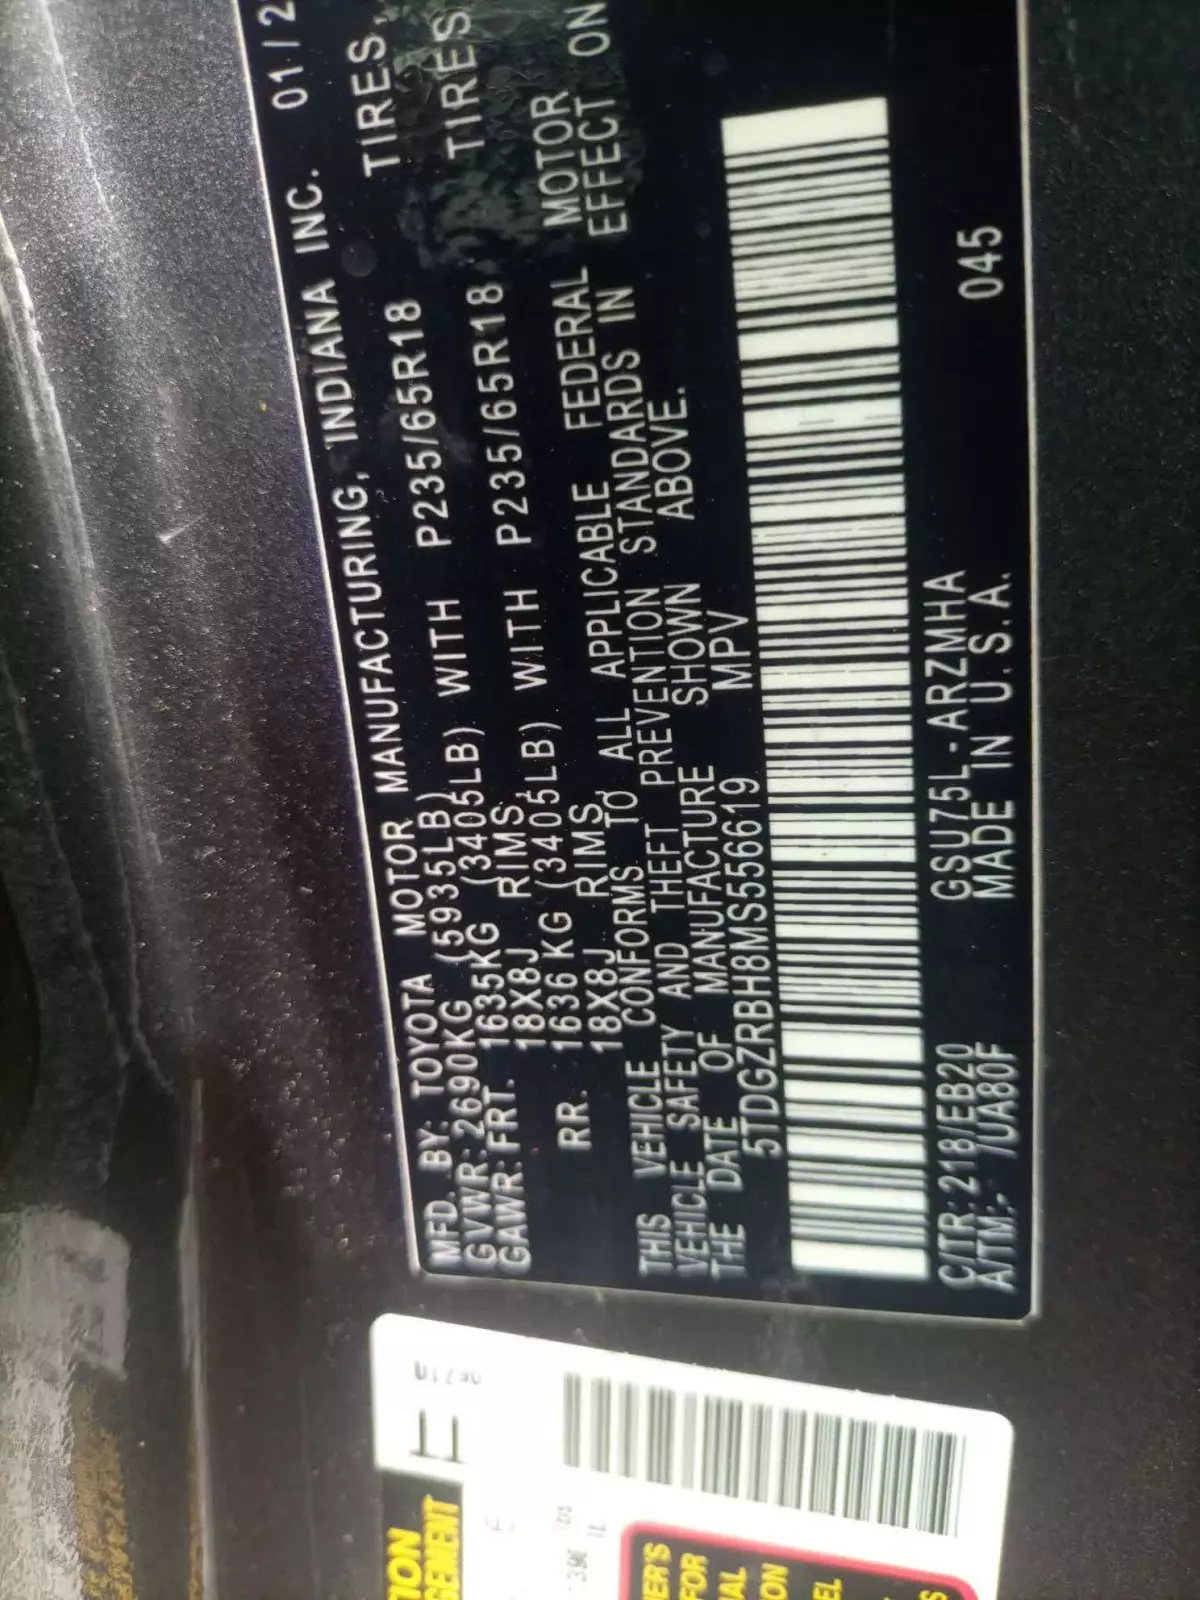 MFD. BY: TOYOTA MOTOR MANUFACTURING, INDIANA INC. 01/2
GVWR: 2690KG (5935LB)
GAWR: FRT. 1635KG (3405LB) WITH P235/65R18 TIRES,
18X8J RIMS,
RR. 1636KG (3405LB) WITH P235/65R18 TIRES
18X8J RIMS,
THIS VEHICLE CONFORMS TO ALL APPLICABLE FEDERAL MOTOR
VEHICLE SAFETY AND THEFT PREVENTION STANDARDS IN EFFECT ON
THE DATE OF MANUFACTURE SHOWN ABOVE.
5TDGZRBH8MS556619 MPV
C/TR: 218/EB20 GSU75L-ARZMHA 045
A/TM:- /UA80F MADE IN U.S.A.